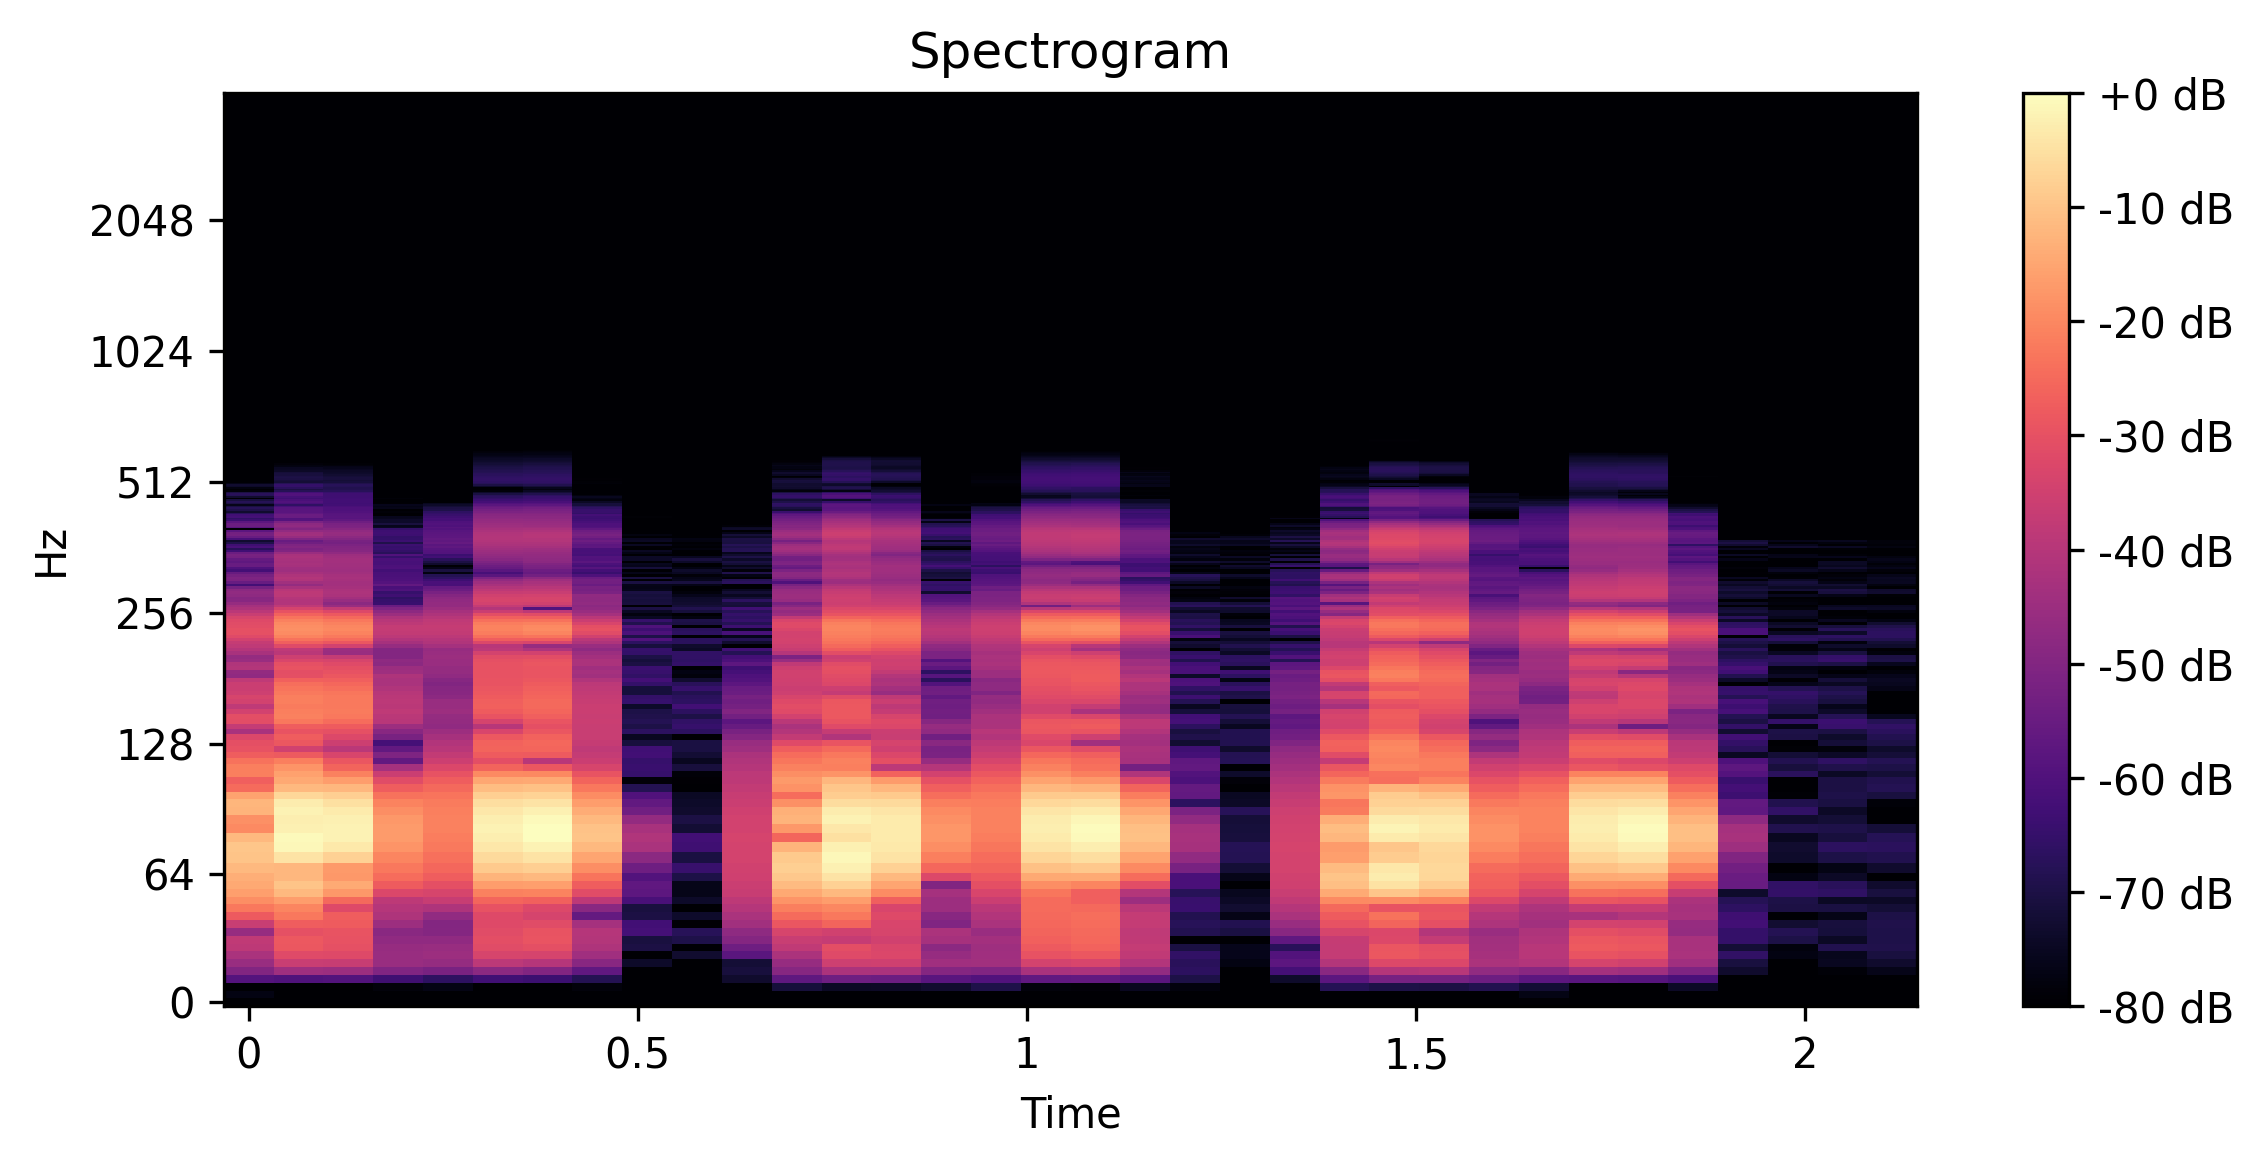 Spectrogram
Hz
2048
1024
512
256
128
64
0
0 0.5 1 1.5 2
Time
+0 dB
-10 dB
-20 dB
-30 dB
-40 dB
-50 dB
-60 dB
-70 dB
-80 dB